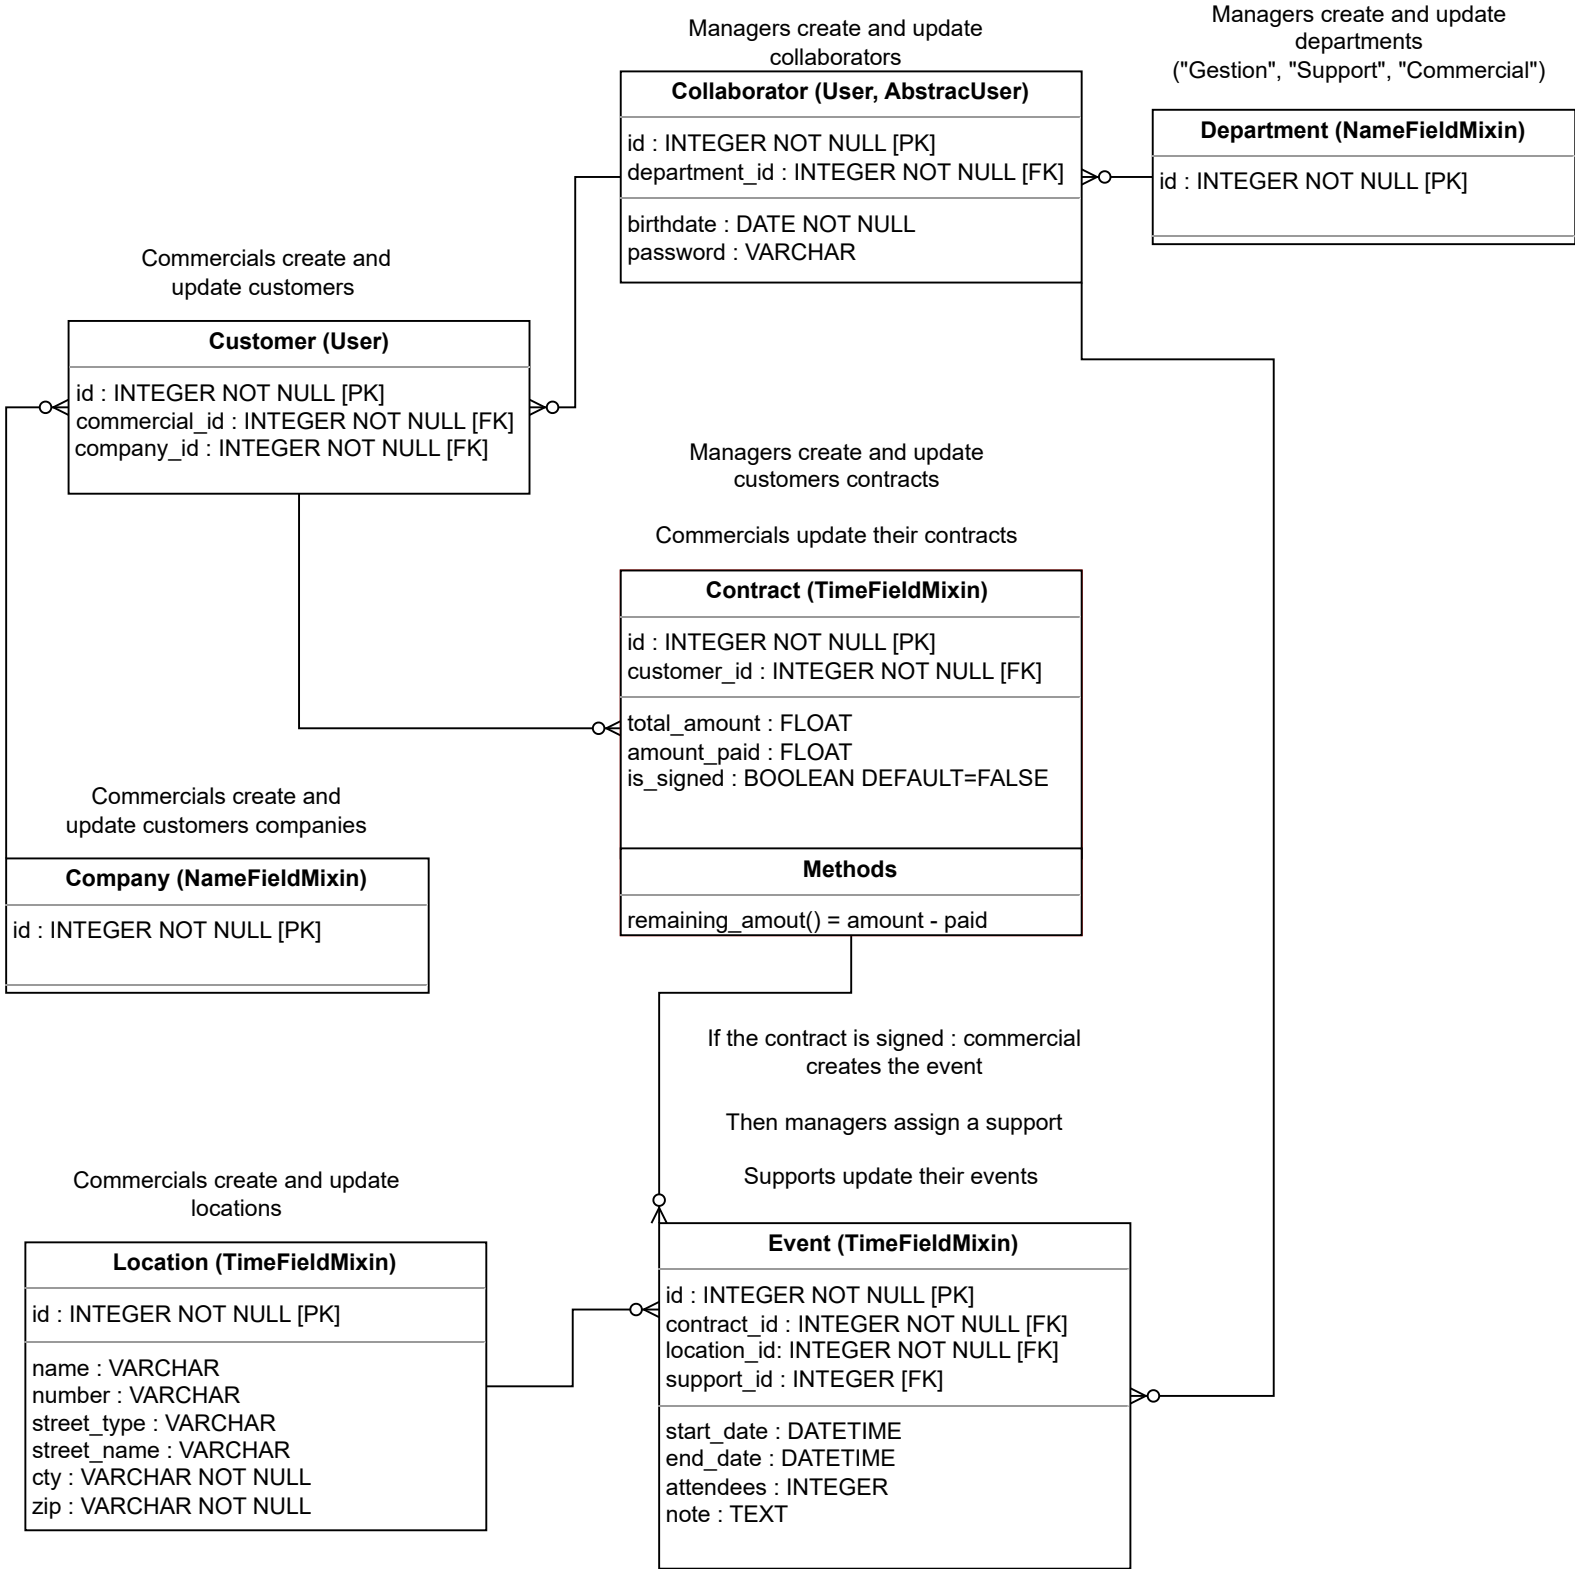 Managers create and update
collaborators
Managers create and update
departments
("Gestion", "Support", "Commercial")
Collaborator (User, AbstracUser)
id : INTEGER NOT NULL [PK]
department_id : INTEGER NOT NULL [FK]
birthdate : DATE NOT NULL
password : VARCHAR
Department (NameFieldMixin)
id : INTEGER NOT NULL [PK]
Commercials create and
update customers
Customer (User)
id : INTEGER NOT NULL [PK]
commercial_id : INTEGER NOT NULL [FK]
company_id : INTEGER NOT NULL [FK]
Managers create and update
customers contracts
Commercials update their contracts
Contract (TimeFieldMixin)
id : INTEGER NOT NULL [PK]
customer_id : INTEGER NOT NULL [FK]
total_amount : FLOAT
amount_paid : FLOAT
is_signed : BOOLEAN DEFAULT=FALSE
Methods
remaining_amout() = amount - paid
Commercials create and
update customers companies
Company (NameFieldMixin)
id : INTEGER NOT NULL [PK]
If the contract is signed : commercial
creates the event
Then managers assign a support
Supports update their events
Commercials create and update
locations
Location (TimeFieldMixin)
id : INTEGER NOT NULL [PK]
name : VARCHAR
number : VARCHAR
street_type : VARCHAR
street_name : VARCHAR
cty : VARCHAR NOT NULL
zip : VARCHAR NOT NULL
Event (TimeFieldMixin)
id : INTEGER NOT NULL [PK]
contract_id : INTEGER NOT NULL [FK]
location_id: INTEGER NOT NULL [FK]
support_id : INTEGER [FK]
start_date : DATETIME
end_date : DATETIME
attendees : INTEGER
note : TEXT